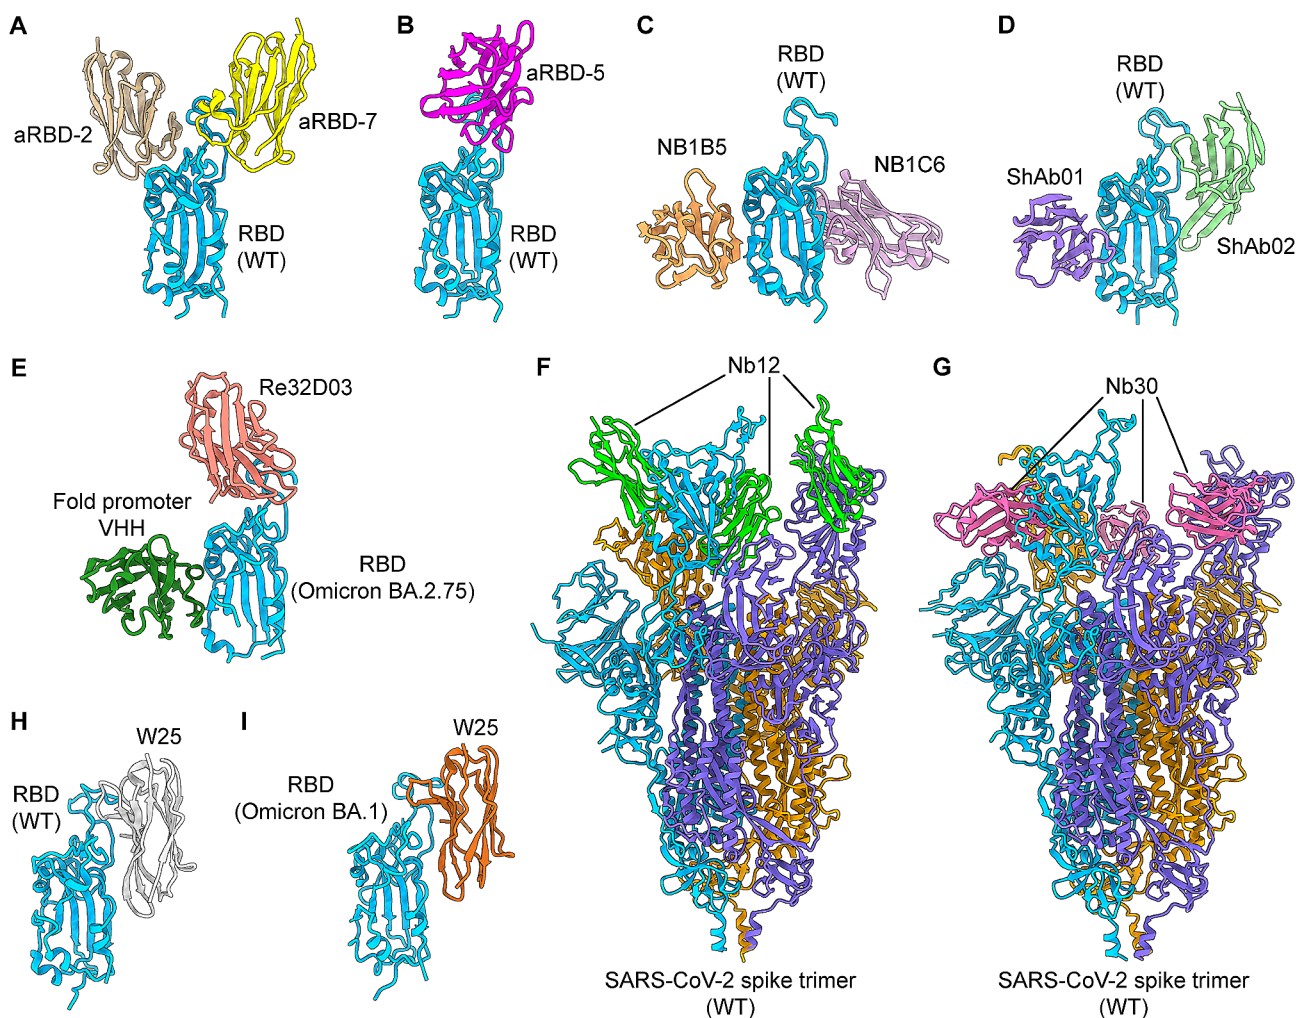 A
aRBD-2
aRBD-7
RBD
(WT)
B
aRBD-5
RBD
(WT)
C
RBD
(WT)
NB1B5
NB1C6
D
RBD
(WT)
ShAb01
ShAb02
E
Re32D03
Fold promoter
VHH
RBD
(Omicron BA.2.75)
F
Nb12
SARS-CoV-2 spike trimer
(WT)
G
Nb30
SARS-CoV-2 spike trimer
(WT)
H
W25
RBD
(WT)
I
W25
RBD
(Omicron BA.1)